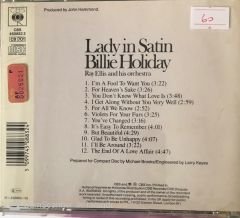 Produced by John Hammond.
60
CBS
Lady in Satin
Billie Holiday
Ray Ellis and his orchestra
1. I'm A Fool To Want You (3:22)
2. For Heaven's Sake (3:26)
3. You Don't Know What Love Is (3:48)
4. I Get Along Without You Very Well (2:59)
5. For All We Know (2:52)
6. Violets For Your Furs (3:23)
7. You've Changed (3:16)
8. It's Easy To Remember (4:01)
9. But Beautiful (4:29)
10. Glad To Be Unhappy (4:07)
11. I'll Be Around (3:22)
12. The End Of A Love Affair (4:47)
Prepared for Compact Disc by Michael Brooks/Engineered by Larry Keyes